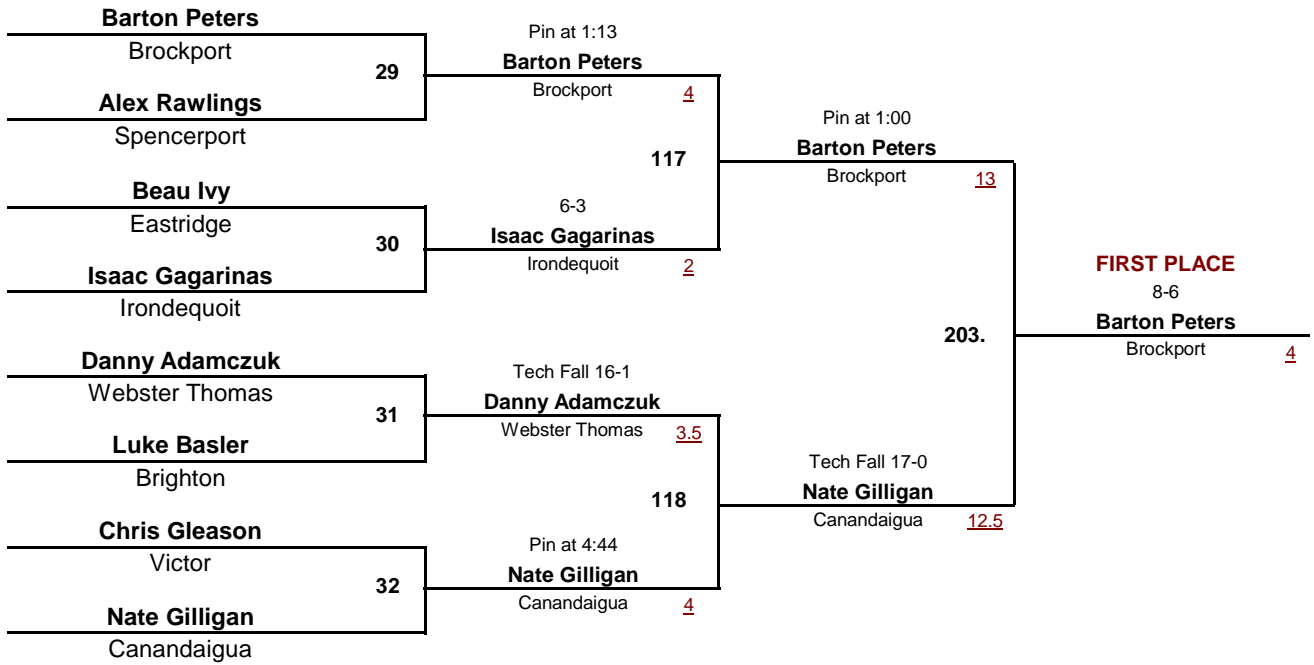 Barton Peters
Brockport
29
Alex Rawlings
Spencerport
Beau Ivy
Eastridge
30
Isaac Gagarinas
Irondequoit
Danny Adamczuk
Webster Thomas
31
Luke Basler
Brighton
Chris Gleason
Victor
32
Nate Gilligan
Canandaigua
Pin at 1:13
Barton Peters
Brockport 4
117
6-3
Isaac Gagarinas
Irondequoit 2
Tech Fall 16-1
Danny Adamczuk
Webster Thomas 3.5
118
Pin at 4:44
Nate Gilligan
Canandaigua 4
Pin at 1:00
Barton Peters
Brockport 13
203.
Tech Fall 17-0
Nate Gilligan
Canandaigua 12.5
FIRST PLACE
8-6
Barton Peters
Brockport 4